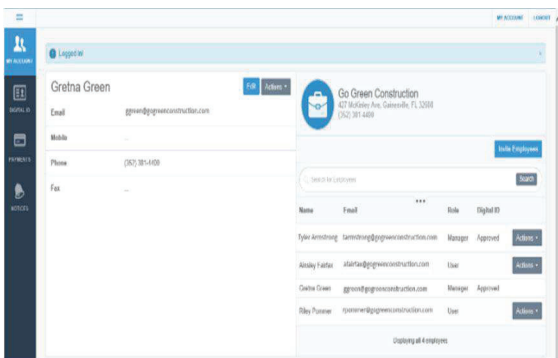 MY ACCOUNT LOGOUT
MY ACCOUNT
Logged in!
DIGITAL ID
PAYMENTS
NOTICES
Gretna Green
Edit Actions
Email ggreen@gogreenconstruction.com
Mobile ...
Phone (352) 381-4400
Fax ...
Go Green Construction
427 McKinley Ave, Gainesville, FL 32608
(352) 381-4400
Invite Employees
Search for Employees Search
Name Email Role Digital ID
Tyler Armstrong tarmstrong@gogreenconstruction.com Manager Approved Actions
Ainsley Fairfax afairfax@gogreenconstruction.com User Actions
Gretna Green ggreen@gogreenconstruction.com Manager Approved
Riley Pommer rpommer@gogreenconstruction.com User Actions
Displaying all 4 employees